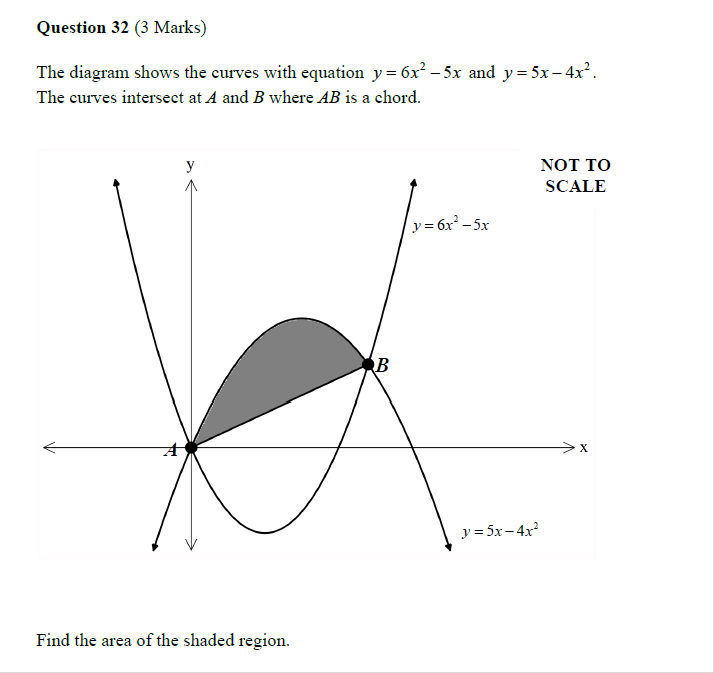 Question 32 (3 Marks)
The diagram shows the curves with equation y = 6x² – 5x and y = 5x – 4x².
The curves intersect at A and B where AB is a chord.
y
NOT TO
SCALE
y = 6x² – 5x
B
A
x
y = 5x – 4x²
Find the area of the shaded region.